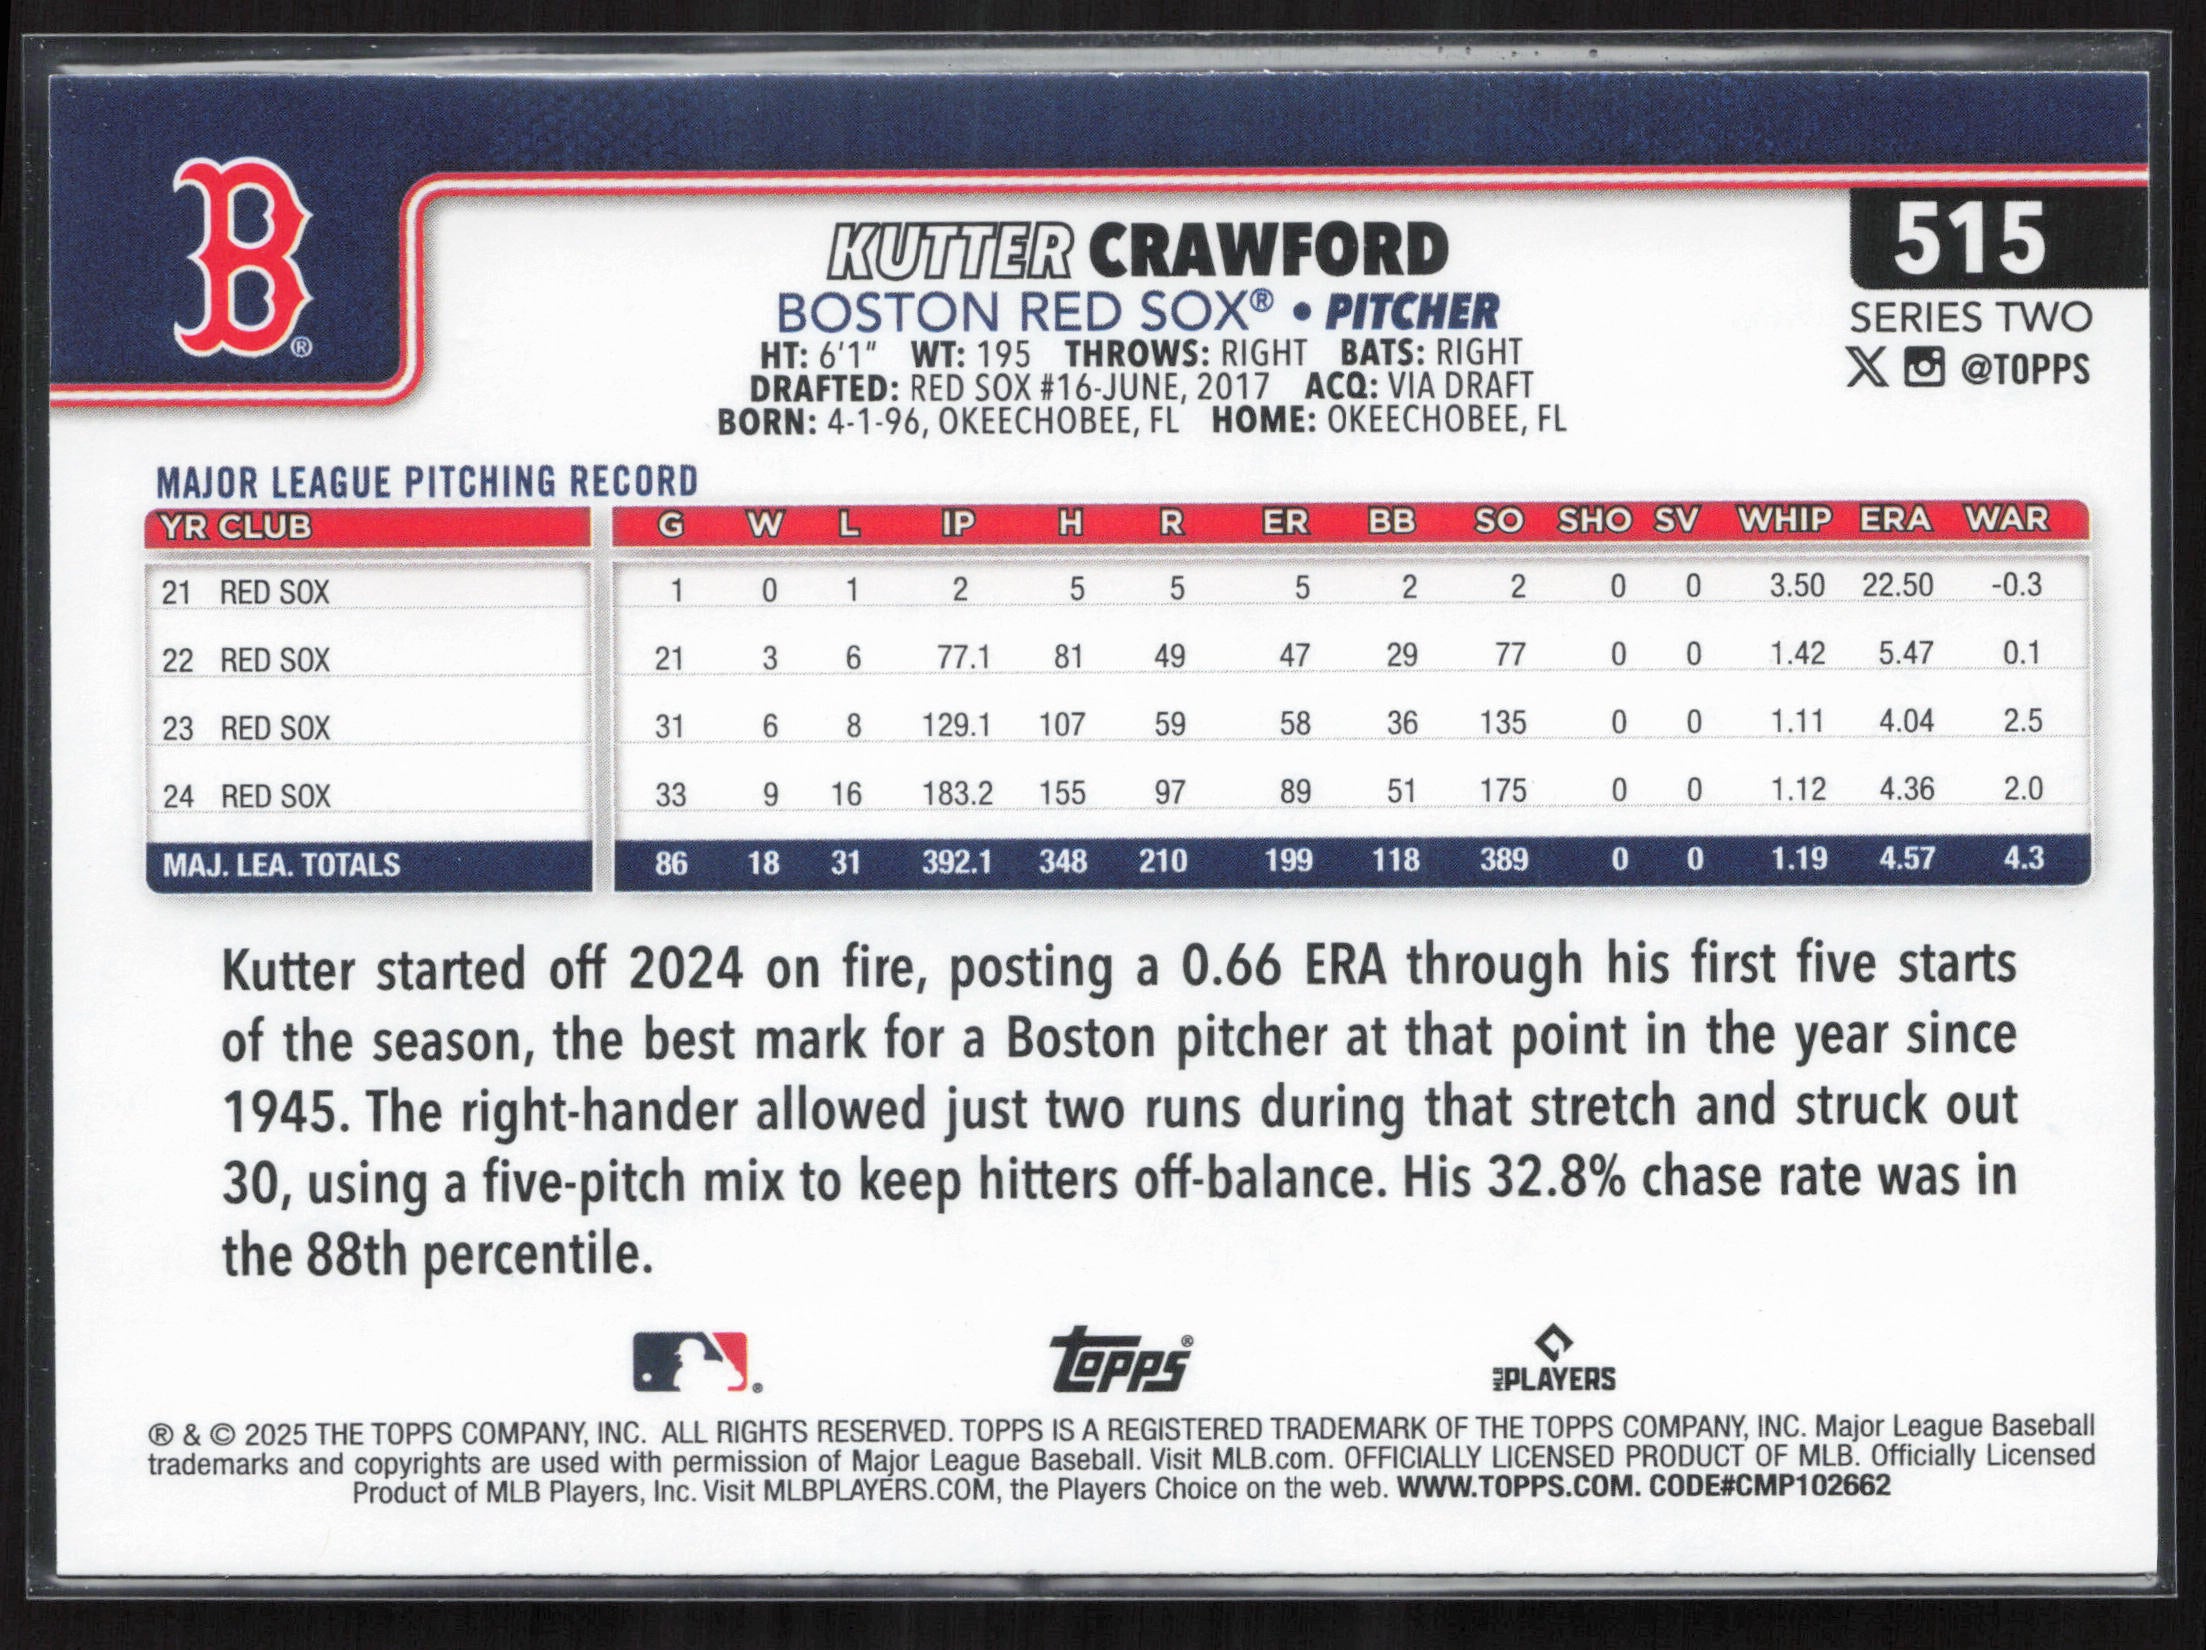 B®
KUTTER CRAWFORD
515
BOSTON RED SOX® • PITCHER
SERIES TWO
HT: 6'1" WT: 195 THROWS: RIGHT BATS: RIGHT
X @TOPPS
DRAFTED: RED SOX #16-JUNE, 2017 ACQ: VIA DRAFT
BORN: 4-1-96, OKEECHOBEE, FL HOME: OKEECHOBEE, FL
MAJOR LEAGUE PITCHING RECORD
YR CLUB G W L IP H R ER BB SO SHO SV WHIP ERA WAR
21 RED SOX 1 0 1 2 5 5 5 2 2 0 0 3.50 22.50 -0.3
22 RED SOX 21 3 6 77.1 81 49 47 29 77 0 0 1.42 5.47 0.1
23 RED SOX 31 6 8 129.1 107 59 58 36 135 0 0 1.11 4.04 2.5
24 RED SOX 33 9 16 183.2 155 97 89 51 175 0 0 1.12 4.36 2.0
MAJ. LEA. TOTALS 86 18 31 392.1 348 210 199 118 389 0 0 1.19 4.57 4.3
Kutter started off 2024 on fire, posting a 0.66 ERA through his first five starts
of the season, the best mark for a Boston pitcher at that point in the year since
1945. The right-hander allowed just two runs during that stretch and struck out
30, using a five-pitch mix to keep hitters off-balance. His 32.8% chase rate was in
the 88th percentile.
® TOPPS® MLB PLAYERS
® & © 2025 THE TOPPS COMPANY, INC. ALL RIGHTS RESERVED. TOPPS IS A REGISTERED TRADEMARK OF THE TOPPS COMPANY, INC. Major League Baseball
trademarks and copyrights are used with permission of Major League Baseball. Visit MLB.com. OFFICIALLY LICENSED PRODUCT OF MLB. Officially Licensed
Product of MLB Players, Inc. Visit MLBPLAYERS.COM, the Players Choice on the web. WWW.TOPPS.COM. CODE#CMP102662